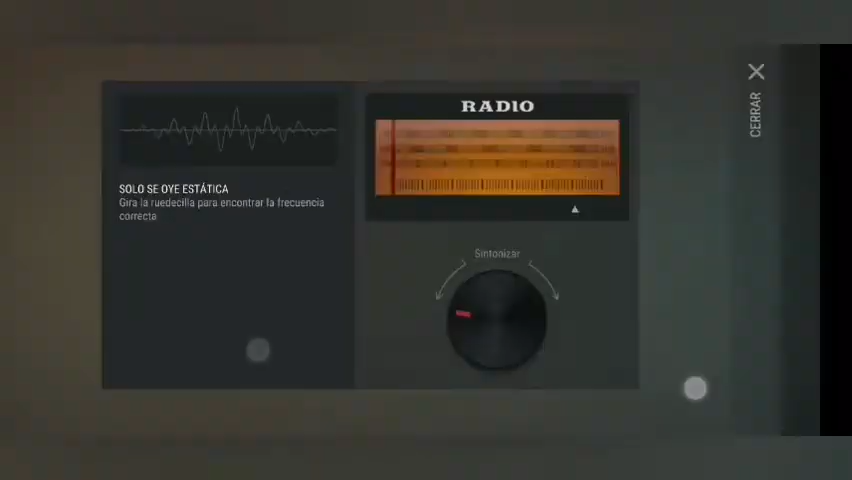 RADIO
CERRAR
SOLO SE OYE ESTÁTICA
Gira la ruedecilla para encontrar la frecuencia
correcta
Sintonizar